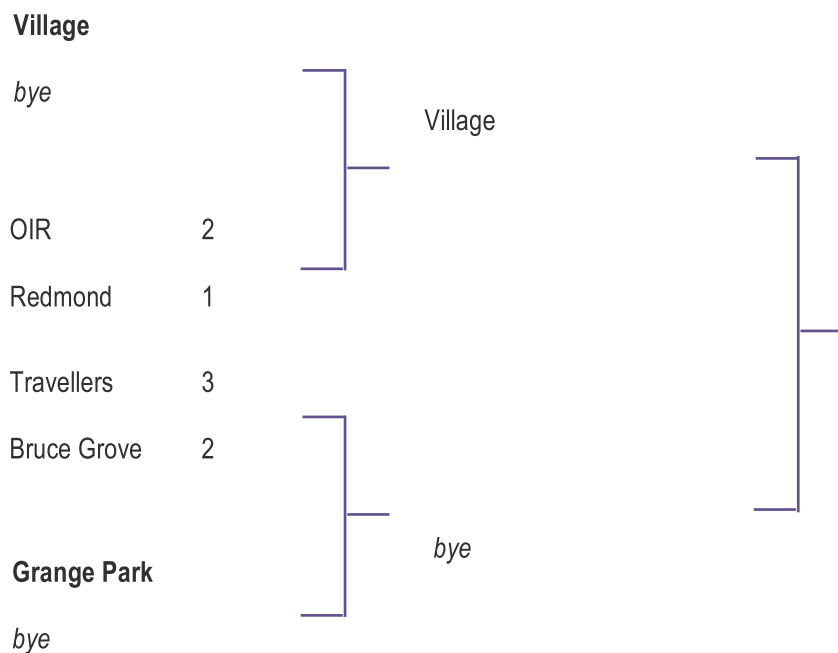 Village
bye
Village
OIR 2
Redmond 1
Travellers 3
Bruce Grove 2
bye
Grange Park
bye